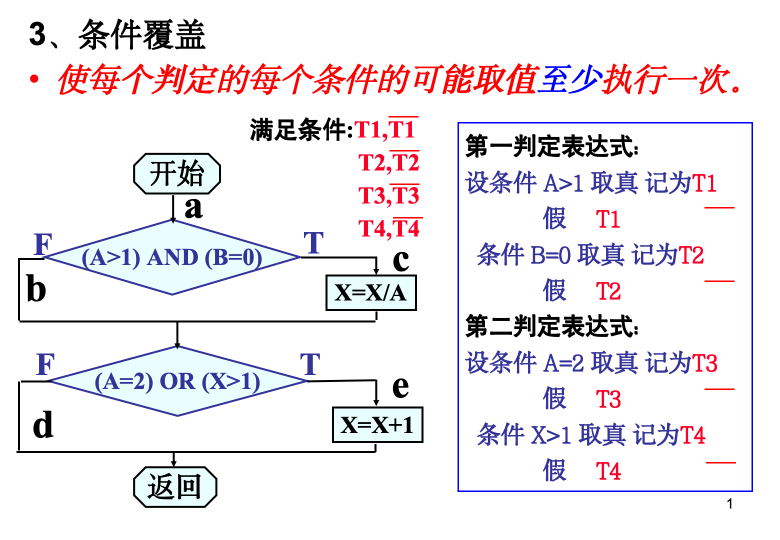 3、条件覆盖
• 使每个判定的每个条件的可能取值至少执行一次.
满足条件:T1,T̅1̅
T2,T̅2̅
T3,T̅3̅
T4,T̅4̅
开始
a
F
T
(A>1) AND (B=0)
c
b
X=X/A
F
T
(A=2) OR (X>1)
e
d
X=X+1
返回
第一判定表达式:
设条件 A>1 取真 记为T1
假 T1
条件 B=0 取真 记为T2
假 T2
第二判定表达式:
设条件 A=2 取真 记为T3
假 T3
条件 X>1 取真 记为T4
假 T4
1